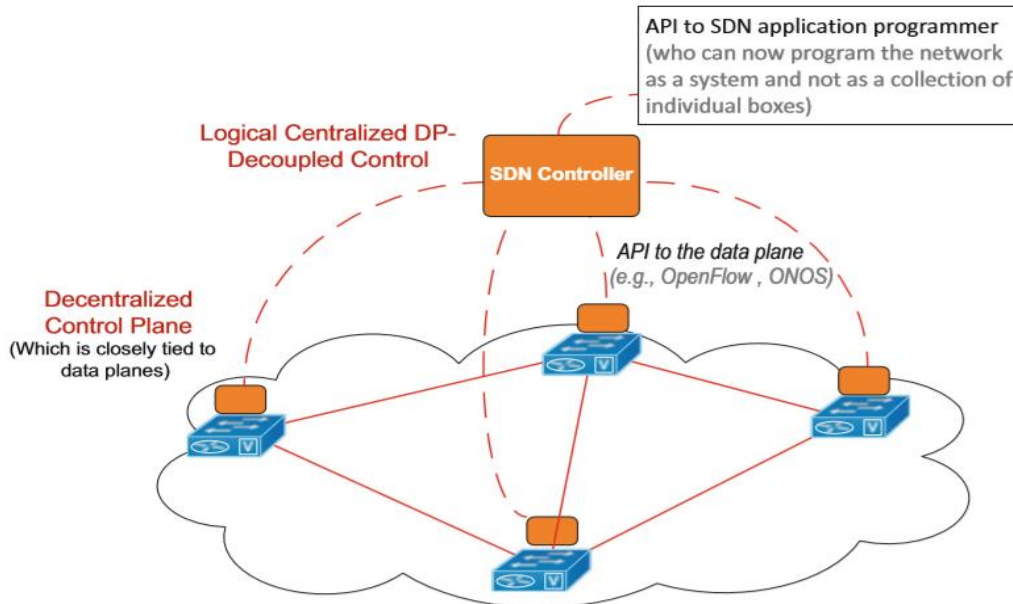 API to SDN application programmer
(who can now program the network
as a system and not as a collection of
individual boxes)
Logical Centralized DP-
Decoupled Control
SDN Controller
API to the data plane
(e.g., OpenFlow , ONOS)
Decentralized
Control Plane
(Which is closely tied to
data planes)
V
V
V
V